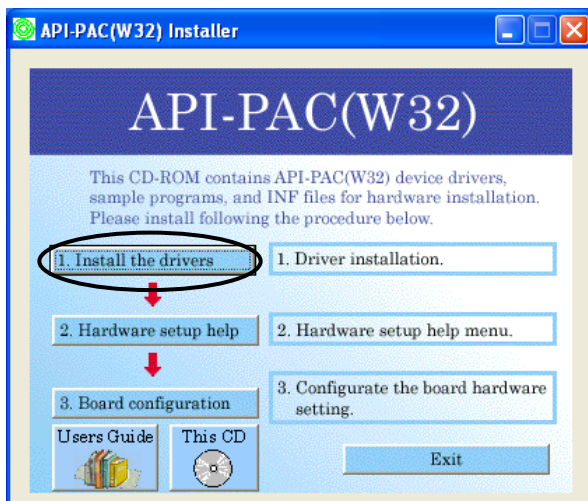 API-PAC(W32) Installer
API-PAC(W32)
This CD-ROM contains API-PAC(W32) device drivers,
sample programs, and INF files for hardware installation.
Please install following the procedure below.
1. Install the drivers
1. Driver installation.
2. Hardware setup help
2. Hardware setup help menu.
3. Board configuration
3. Configurate the board hardware
setting.
Users Guide
This CD
Exit